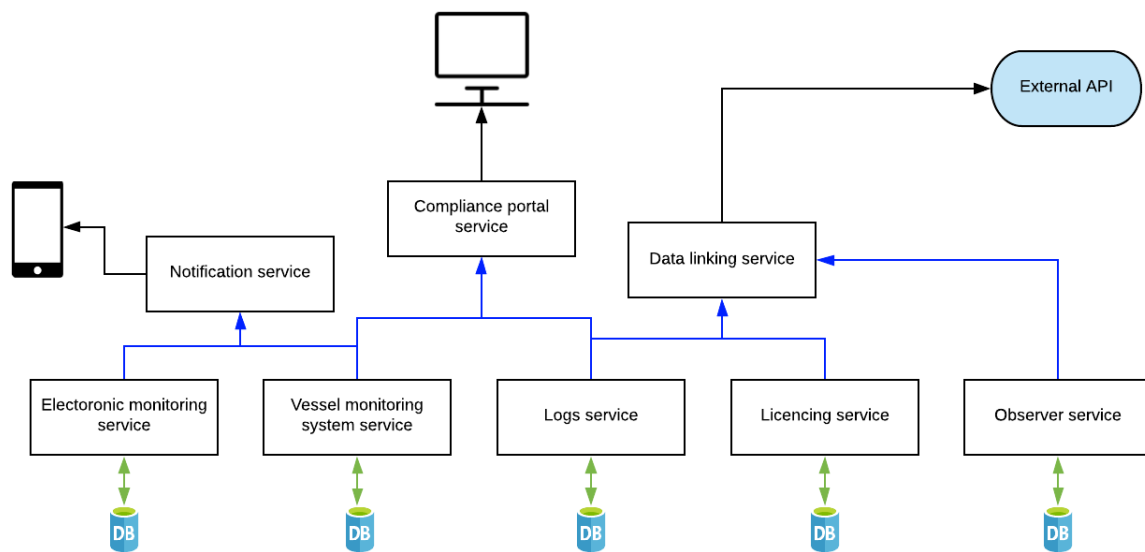 External API
Compliance portal
service
Data linking service
Notification service
Electoronic monitoring
service
Vessel monitoring
system service
Logs service
Licencing service
Observer service
DB
DB
DB
DB
DB